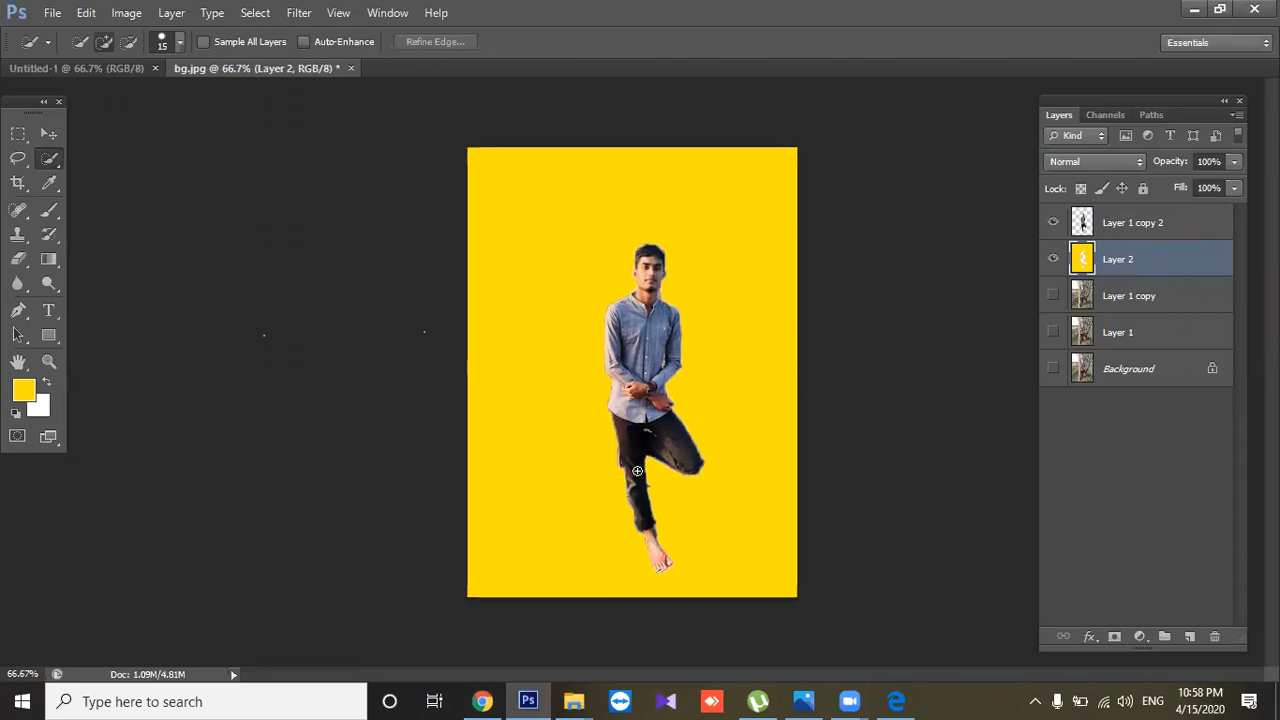 Ps File Edit Image Layer Type Select Filter View Window Help
15 Sample All Layers Auto-Enhance Refine Edge... Essentials
Untitled-1 @ 66.7% (RGB/8) × bg.jpg @ 66.7% (Layer 2, RGB/8) * ×
Layers Channels Paths
Kind
Normal Opacity: 100%
Lock: Fill: 100%
Layer 1 copy 2
Layer 2
Layer 1 copy
Layer 1
Background
66.67% Doc: 1.09M/4.81M
Type here to search Ps ENG 10:58 PM
4/15/2020